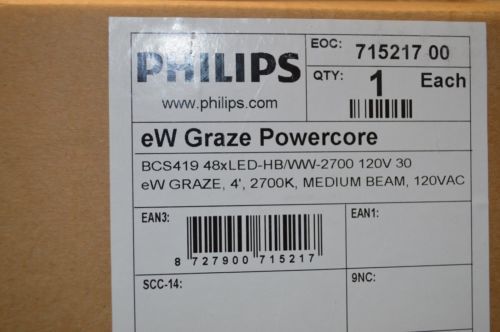 PHILIPS
www.philips.com
EOC: 715217 00
QTY: 1 Each
eW Graze Powercore
BCS419 48xLED-HB/WW-2700 120V 30
eW GRAZE, 4', 2700K, MEDIUM BEAM, 120VAC
EAN3:
8 727900 715217
EAN1:
SCC-14:
9NC: